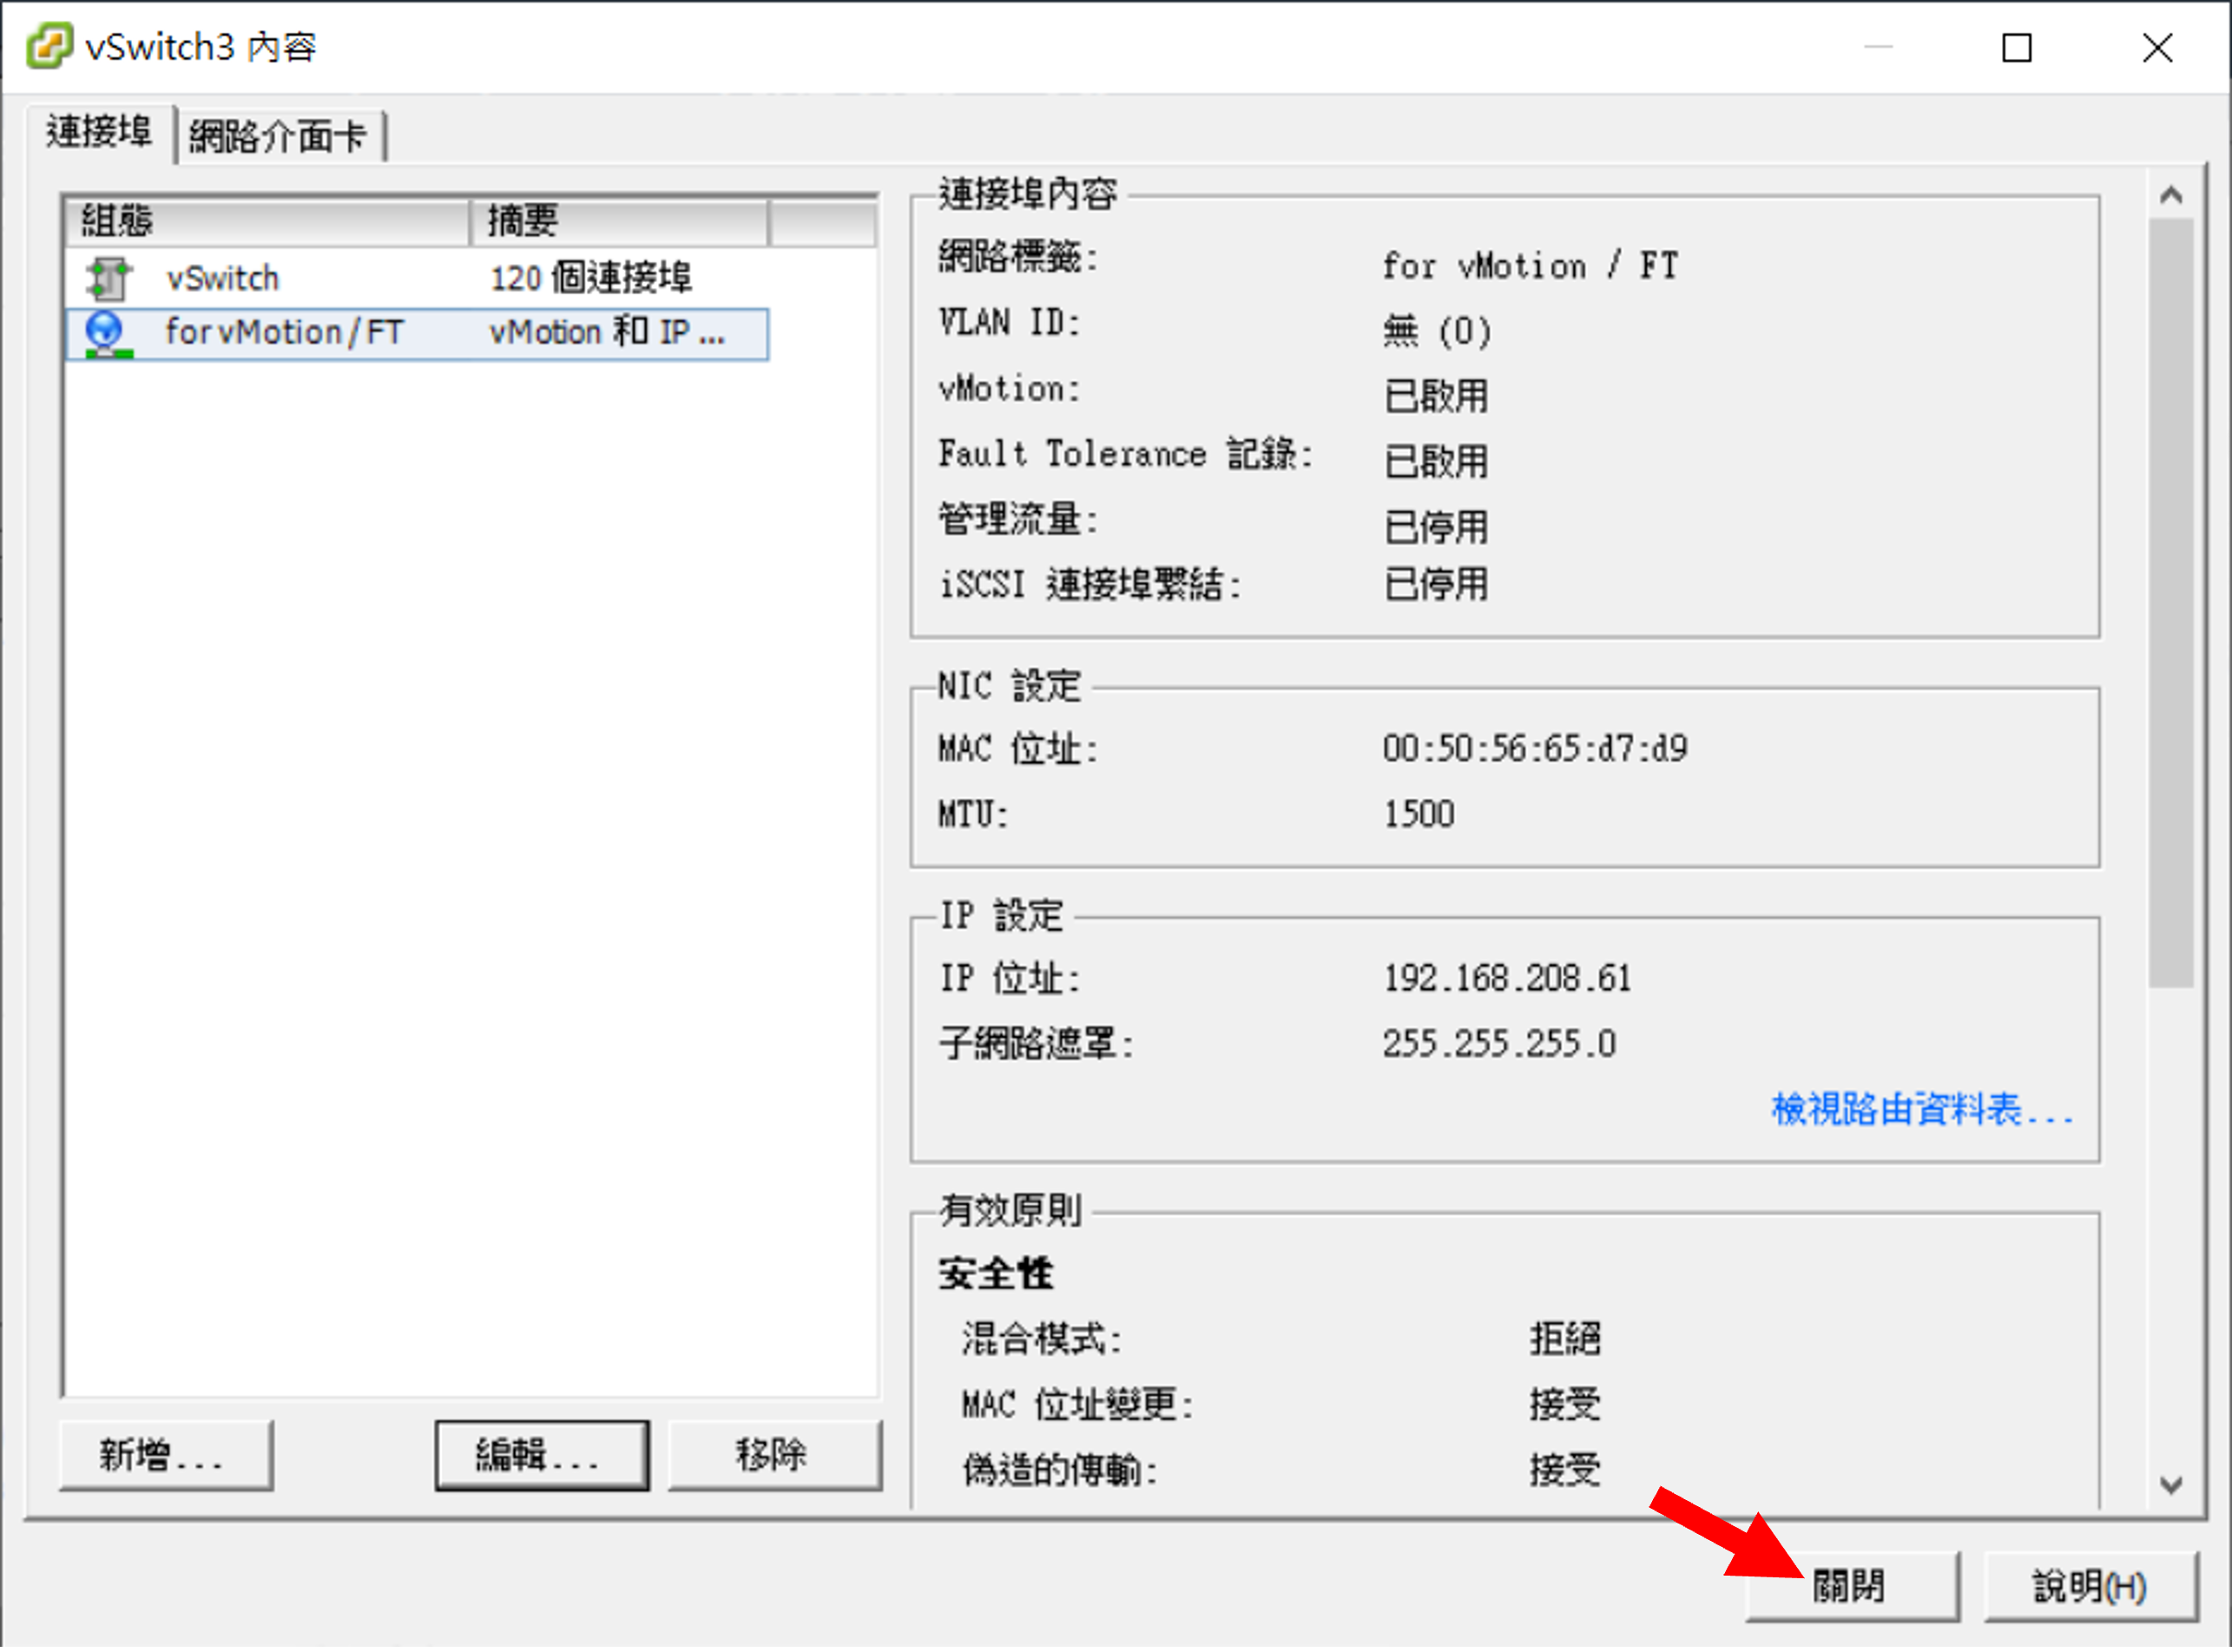 vSwitch3 內容
連接埠 網路介面卡
組態 摘要
vSwitch 120 個連接埠
for vMotion / FT vMotion 和 IP ...
新增... 編輯... 移除
連接埠內容
網路標籤: for vMotion / FT
VLAN ID: 無 (0)
vMotion: 已啟用
Fault Tolerance 記錄: 已啟用
管理流量: 已停用
iSCSI 連接埠繫結: 已停用
NIC 設定
MAC 位址: 00:50:56:65:d7:d9
MTU: 1500
IP 設定
IP 位址: 192.168.208.61
子網路遮罩: 255.255.255.0
檢視路由資料表...
有效原則
安全性
混合模式: 拒絕
MAC 位址變更: 接受
偽造的傳輸: 接受
關閉 說明(H)